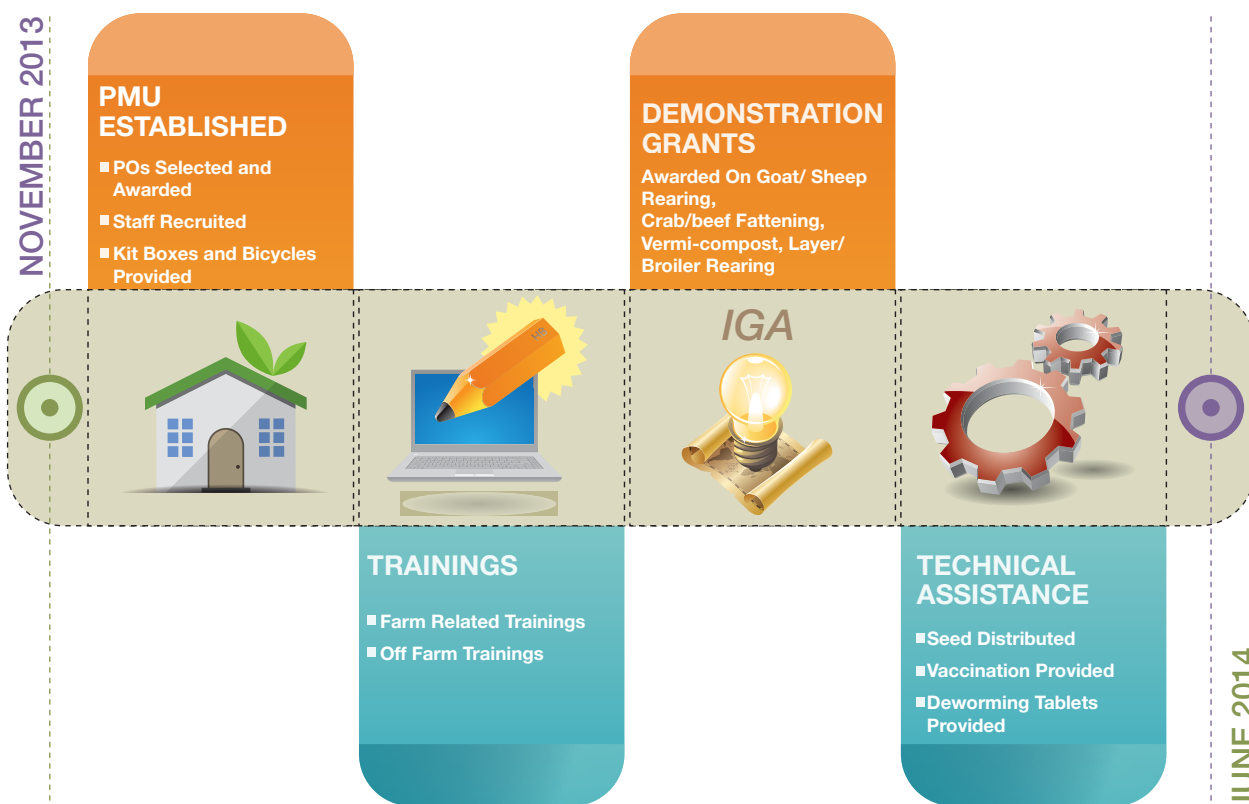 NOVEMBER 2013
PMU
ESTABLISHED
POs Selected and
Awarded
Staff Recruited
Kit Boxes and Bicycles
Provided
DEMONSTRATION
GRANTS
Awarded On Goat/ Sheep
Rearing,
Crab/beef Fattening,
Vermi-compost, Layer/
Broiler Rearing
IGA
TRAININGS
Farm Related Trainings
Off Farm Trainings
TECHNICAL
ASSISTANCE
Seed Distributed
Vaccination Provided
Deworming Tablets
Provided
JUNE 2014